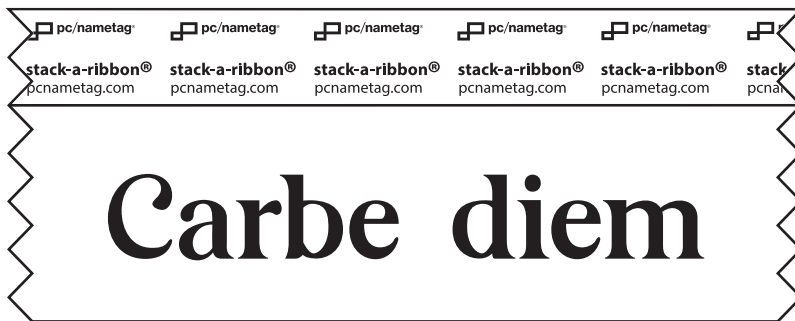 pc/nametag® pc/nametag® pc/nametag® pc/nametag® pc/nametag®
stack-a-ribbon® stack-a-ribbon® stack-a-ribbon® stack-a-ribbon® stack-a-ribbon® stack
pcnametag.com pcnametag.com pcnametag.com pcnametag.com pcnametag.com
Carbe diem